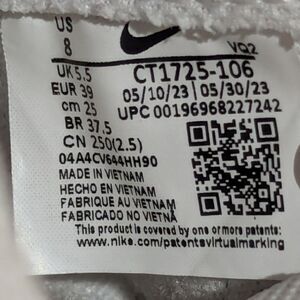 US
8
VQ2
UK 5.5 CT1725-106
EUR 39 05/10/23 05/30/23
cm 25 UPC 00196968227242
BR 37.5
CN 250(2.5)
04A4CV644HH90
MADE IN VIETNAM
HECHO EN VIETNAM
FABRIQUE AU VIETNAM
FABRICADO NO VIETNÃ
This product is covered by one or more patents:
www.nike.com/patentsvirtualmarking